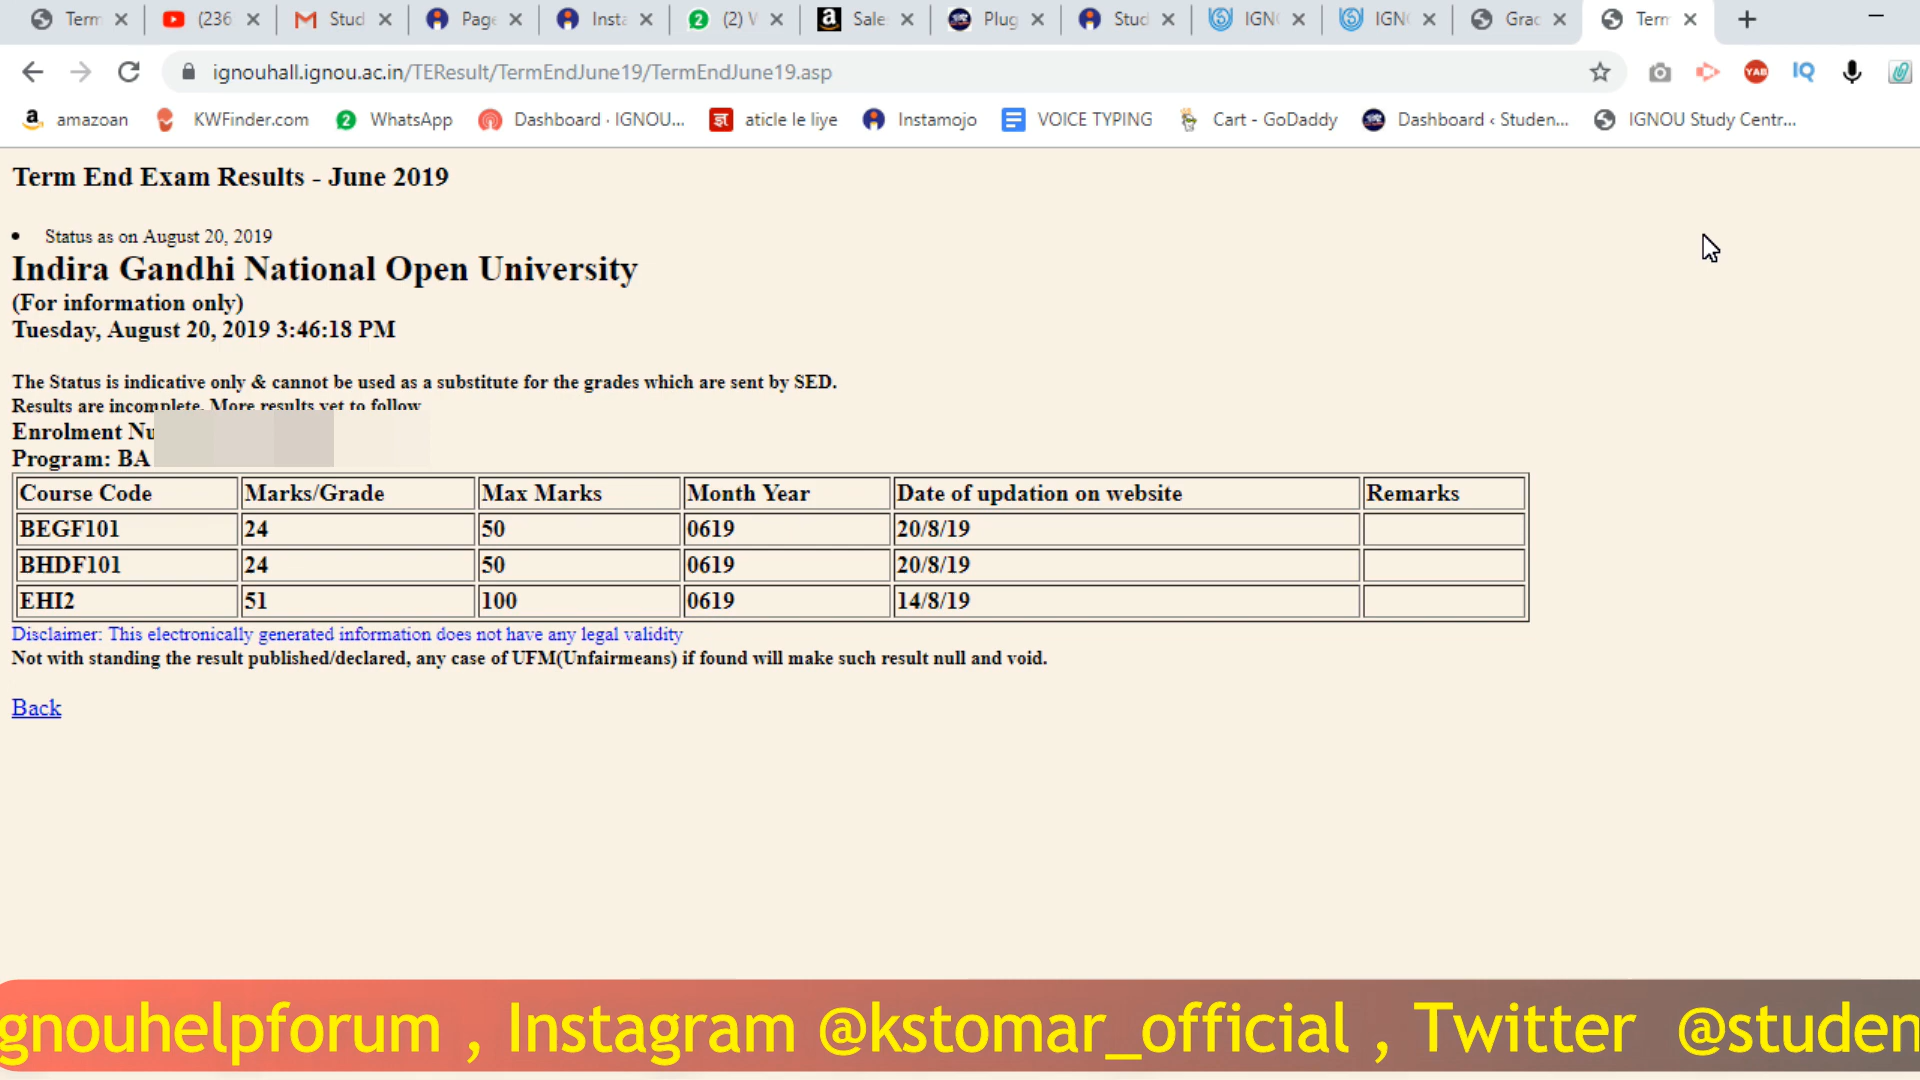 Term
(236
Stud
Page
Insta
(2) W
Sale
Plug
Stud
IGN
IGN
Grad
Term
ignouhall.ignou.ac.in/TEResult/TermEndJune19/TermEndJune19.asp
YAB
IQ
amazoan
KWFinder.com
2 WhatsApp
Dashboard · IGNOU...
aticle le liye
Instamojo
VOICE TYPING
Cart - GoDaddy
Dashboard ‹ Studen...
IGNOU Study Centr...
Term End Exam Results - June 2019
• Status as on August 20, 2019
Indira Gandhi National Open University
(For information only)
Tuesday, August 20, 2019 3:46:18 PM
The Status is indicative only & cannot be used as a substitute for the grades which are sent by SED.
Results are incomplete. More results yet to follow
Enrolment Nu
Program: BA
Course Code Marks/Grade Max Marks Month Year Date of updation on website Remarks
BEGF101 24 50 0619 20/8/19
BHDF101 24 50 0619 20/8/19
EHI2 51 100 0619 14/8/19
Disclaimer: This electronically generated information does not have any legal validity
Not with standing the result published/declared, any case of UFM(Unfairmeans) if found will make such result null and void.
Back
gnouhelpforum , Instagram @kstomar_official , Twitter @studen